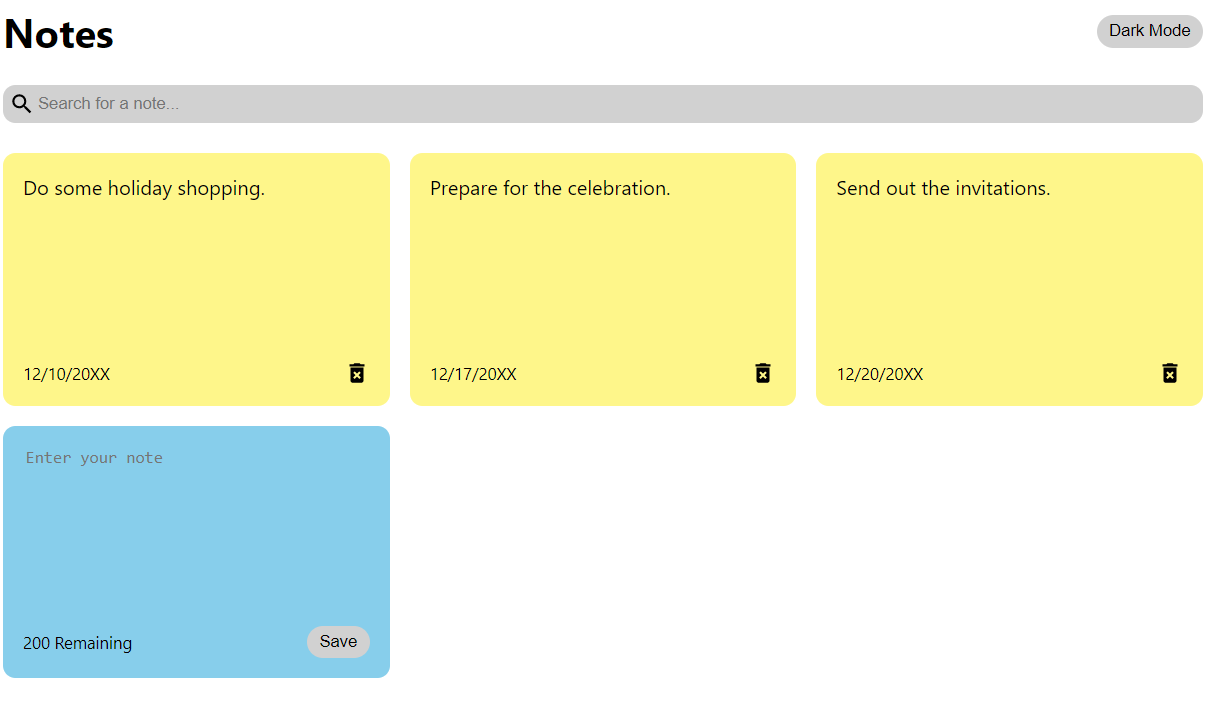 Notes
Dark Mode
Search for a note...
Do some holiday shopping.
12/10/20XX
Prepare for the celebration.
12/17/20XX
Send out the invitations.
12/20/20XX
Enter your note
200 Remaining
Save